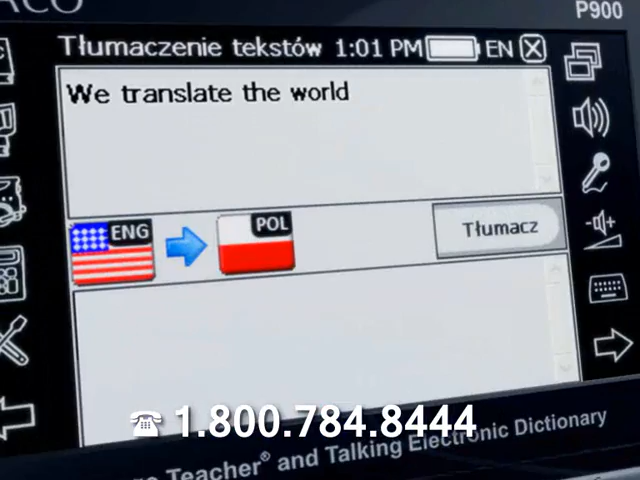 P900
Tłumaczenie tekstów 1:01 PM EN
We translate the world
ENG POL Tłumacz
1.800.784.8444
Teacher® and Talking Electronic Dictionary